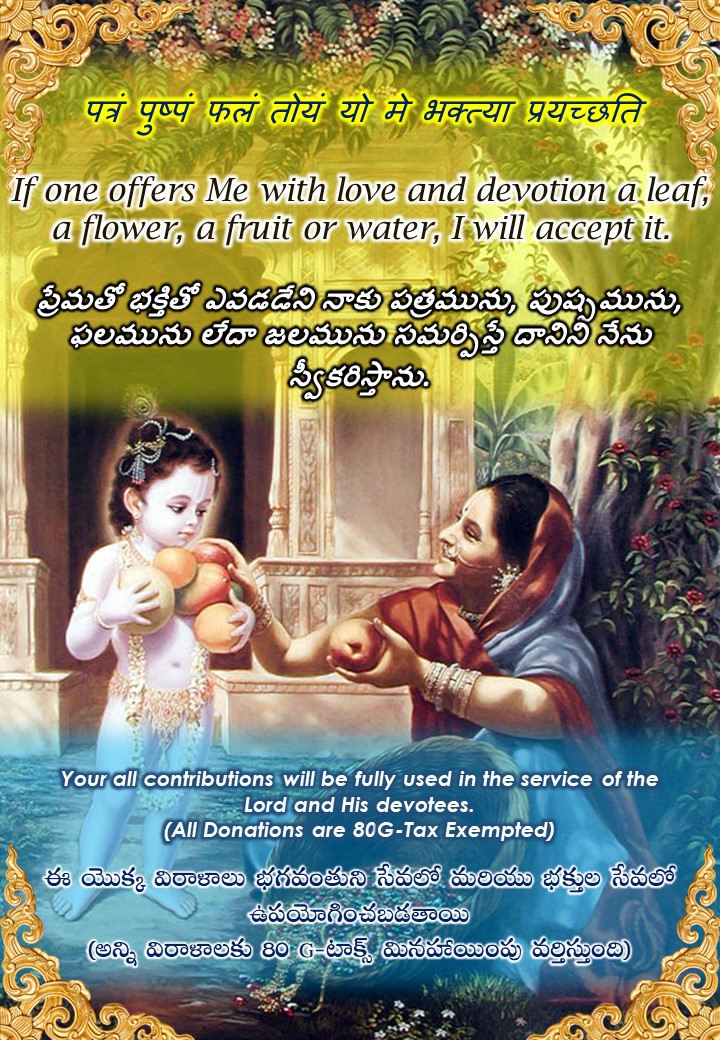 पत्रं पुष्पं फलं तोयं यो मे भक्त्या प्रयच्छति
If one offers Me with love and devotion a leaf,
a flower, a fruit or water, I will accept it.
ప్రేమతో భక్తితో ఎవడడేని నాకు పత్రమును, పుష్పమును,
ఫలమును లేదా జలమును సమర్పిస్తే దానిని నేను
స్వీకరిస్తాను.
Your all contributions will be fully used in the service of the
Lord and His devotees.
(All Donations are 80G-Tax Exempted)
ఈ యొక్క విరాళాలు భగవంతుని సేవలో మరియు భక్తుల సేవలో
ఉపయోగించబడతాయి
(అన్ని విరాళాలకు 80 G-టాక్స్ మినహాయింపు వర్తిస్తుంది)